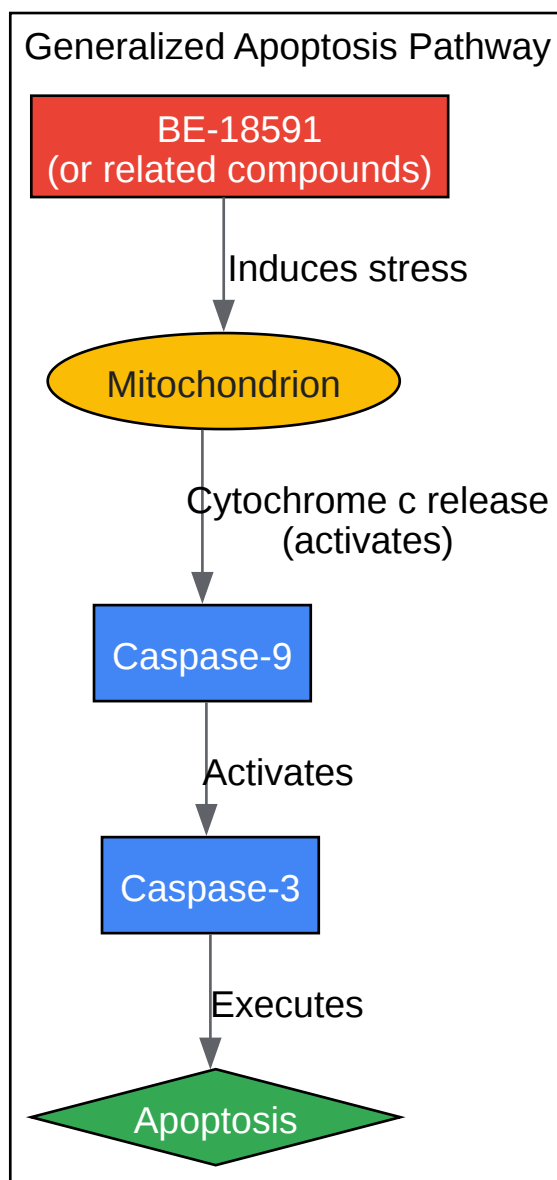 Generalized Apoptosis Pathway
BE-18591
(or related compounds)
Induces stress
Mitochondrion
Cytochrome c release
(activates)
Caspase-9
Activates
Caspase-3
Executes
Apoptosis